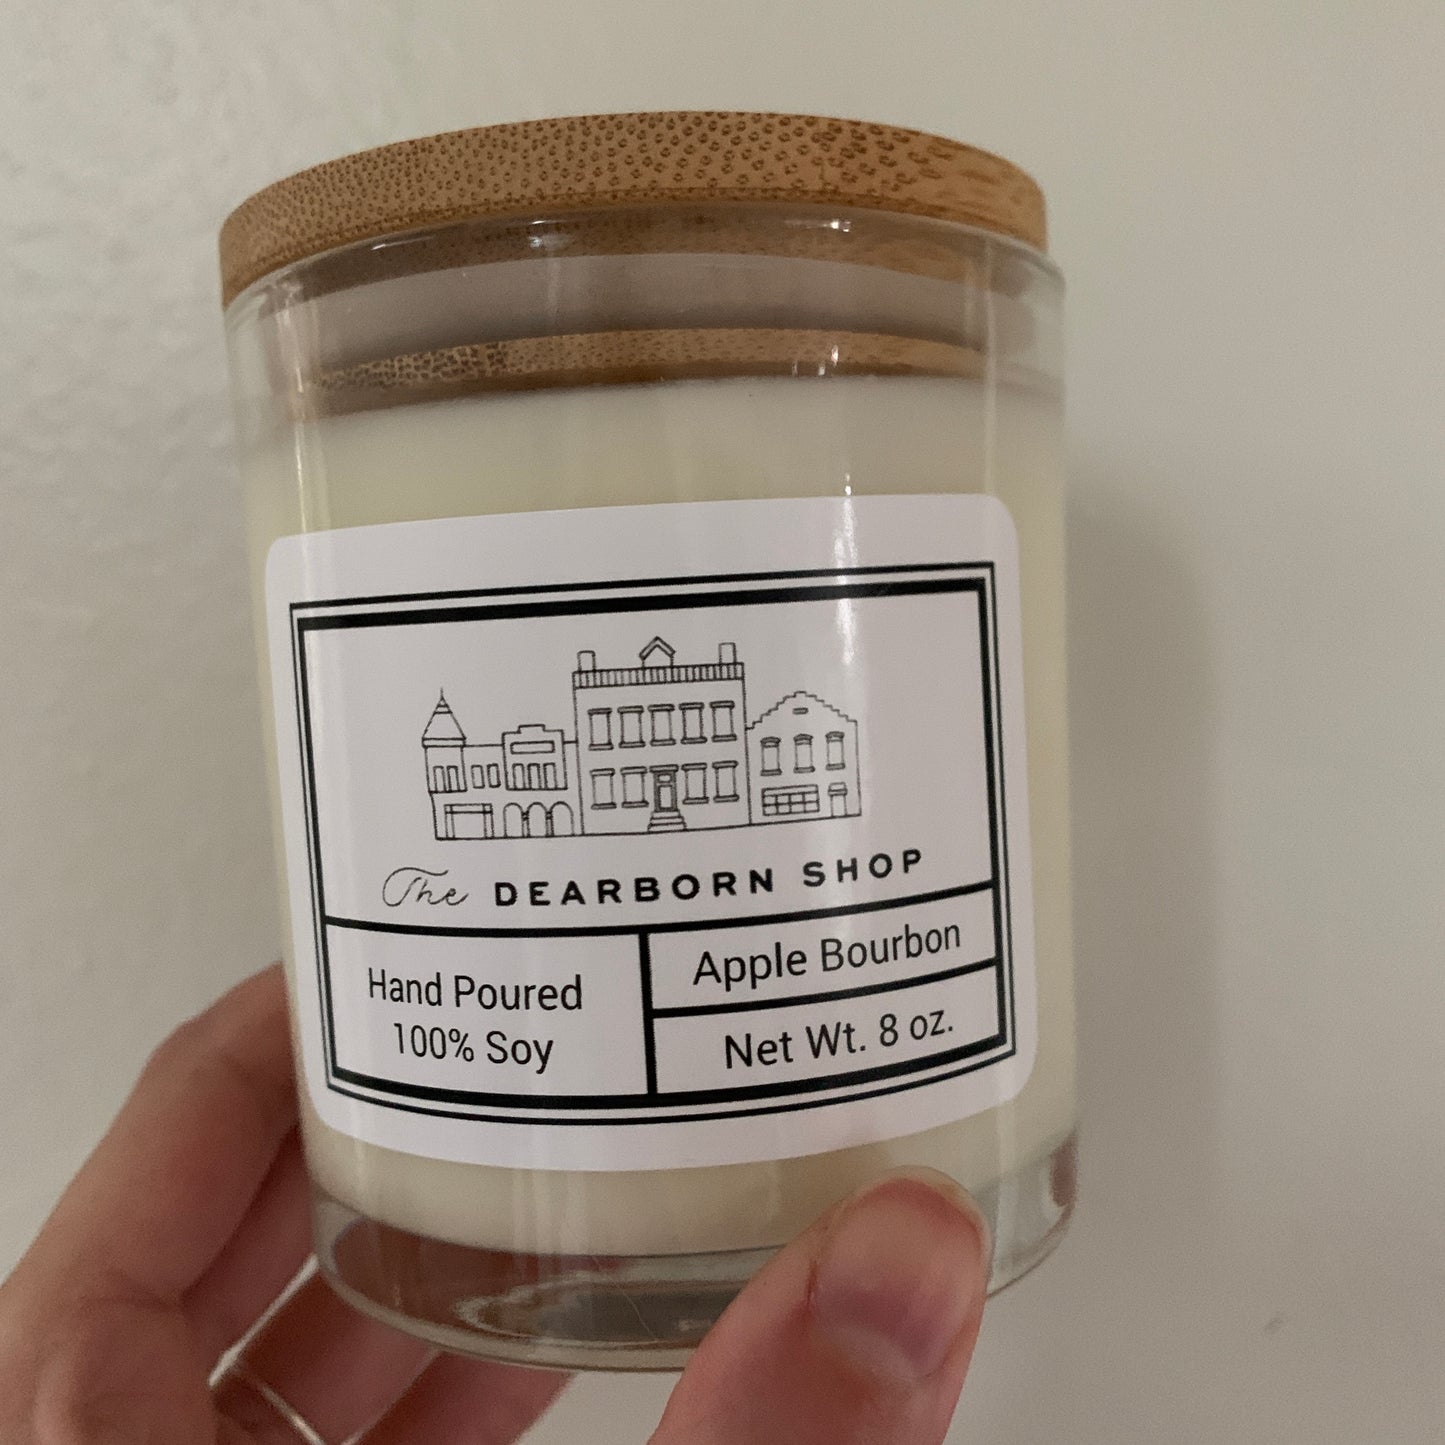 The DEARBORN SHOP
Hand Poured
100% Soy
Apple Bourbon
Net Wt. 8 oz.